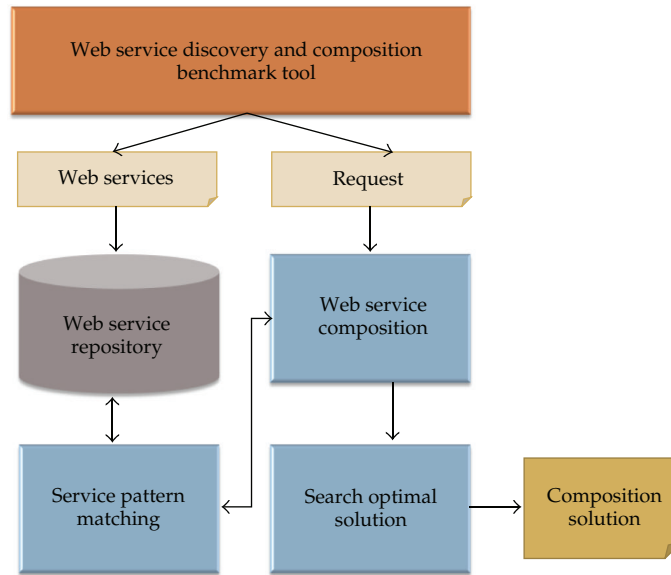 Web service discovery and composition
benchmark tool
Web services
Request
Web service
repository
Web service
composition
Service pattern
matching
Search optimal
solution
Composition
solution